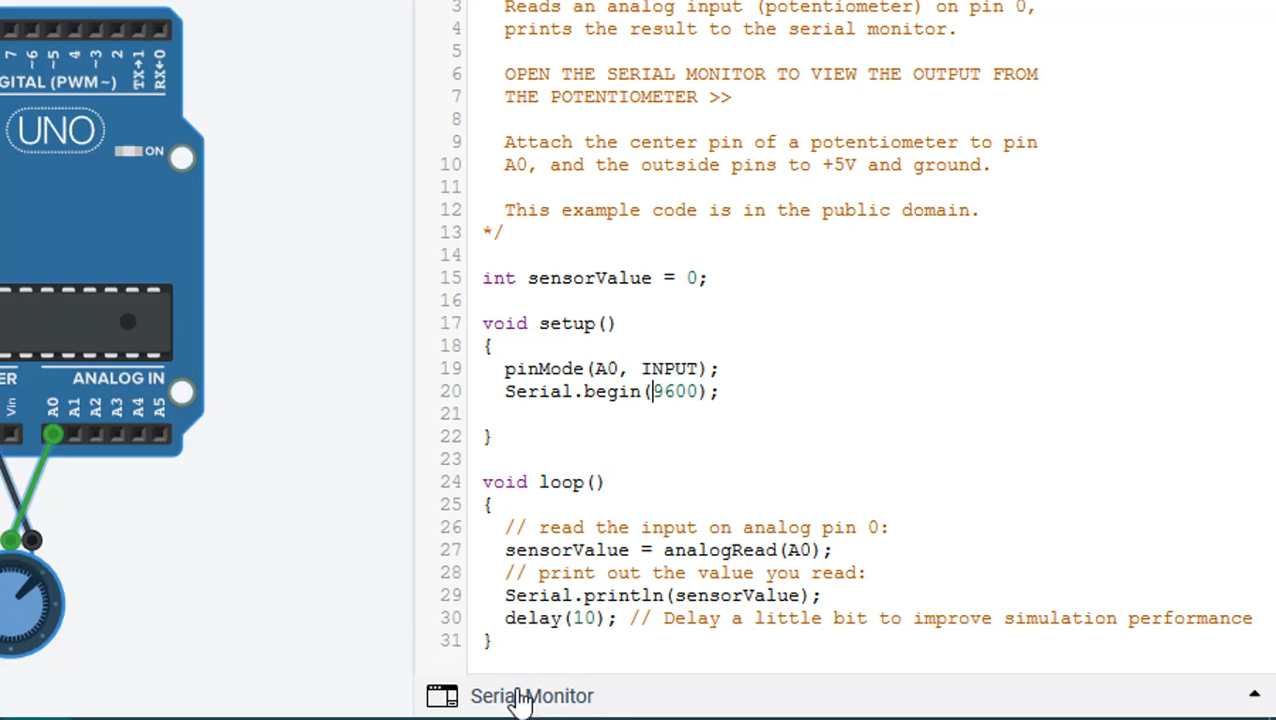 7
~6
~5
4
~3
2
TX→1
RX←0
GITAL (PWM~)
UNO
ON
ER
ANALOG IN
Vin
A0
A1
A2
A3
A4
A5
3 Reads an analog input (potentiometer) on pin 0,
4 prints the result to the serial monitor.
5
6 OPEN THE SERIAL MONITOR TO VIEW THE OUTPUT FROM
7 THE POTENTIOMETER >>
8
9 Attach the center pin of a potentiometer to pin
10 A0, and the outside pins to +5V and ground.
11
12 This example code is in the public domain.
13 */
14
15 int sensorValue = 0;
16
17 void setup()
18 {
19 pinMode(A0, INPUT);
20 Serial.begin(9600);
21
22 }
23
24 void loop()
25 {
26 // read the input on analog pin 0:
27 sensorValue = analogRead(A0);
28 // print out the value you read:
29 Serial.println(sensorValue);
30 delay(10); // Delay a little bit to improve simulation performance
31 }
Serial Monitor